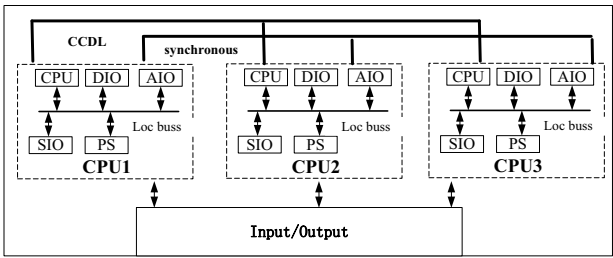 CCDL
synchronous
CPU DIO AIO
Loc buss
SIO PS
CPU1
CPU DIO AIO
Loc buss
SIO PS
CPU2
CPU DIO AIO
Loc buss
SIO PS
CPU3
Input/Output